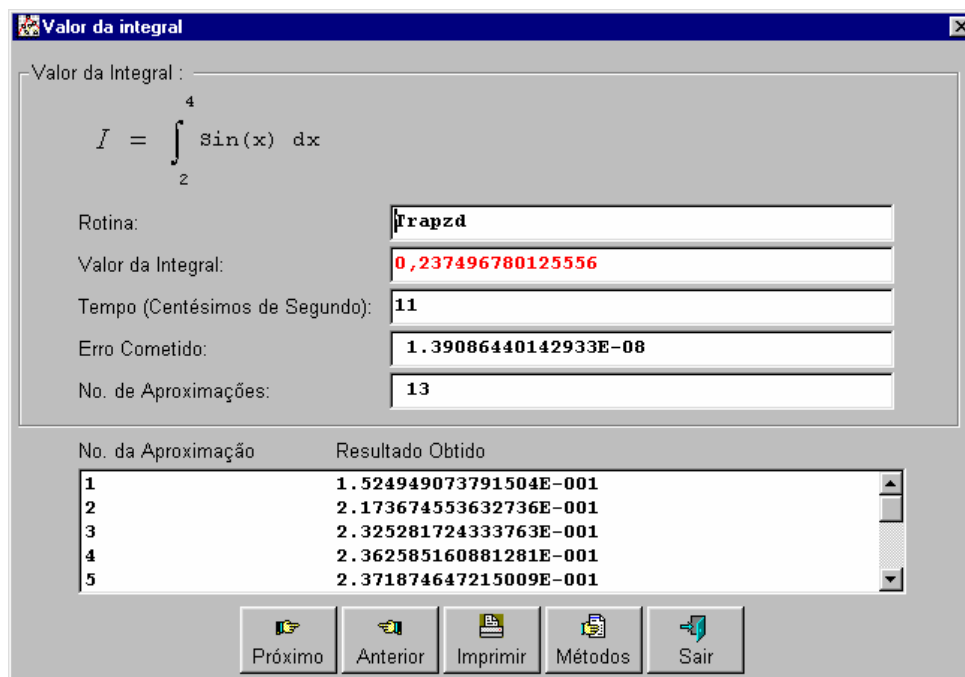 Valor da integral
Valor da Integral :
4
I = ∫ Sin(x) dx
2
Rotina: Trapzd
Valor da Integral: 0,237496780125556
Tempo (Centésimos de Segundo): 11
Erro Cometido: 1.39086440142933E-08
No. de Aproximações: 13
No. da Aproximação Resultado Obtido
1 1.524949073791504E-001
2 2.173674553632736E-001
3 2.325281724333763E-001
4 2.362585160881281E-001
5 2.371874647215009E-001
Próximo Anterior Imprimir Métodos Sair